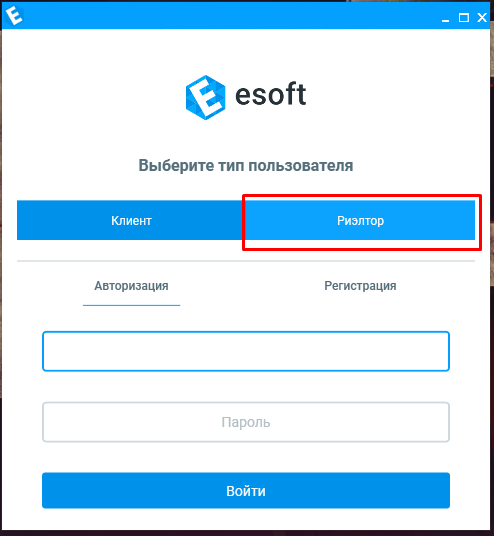 esoft
Выберите тип пользователя
Клиент Риэлтор
Авторизация Регистрация
Пароль
Войти